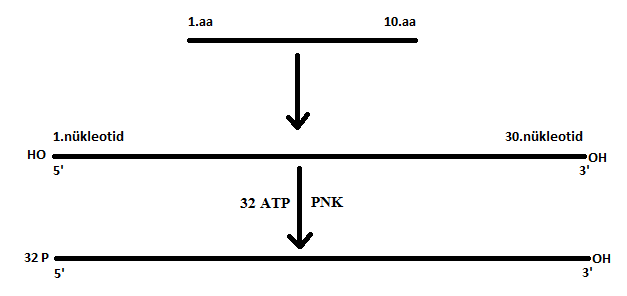 1.aa 10.aa
1.nükleotid 30.nükleotid
HO OH
5' 3'
32 ATP PNK
32 P OH
5' 3'